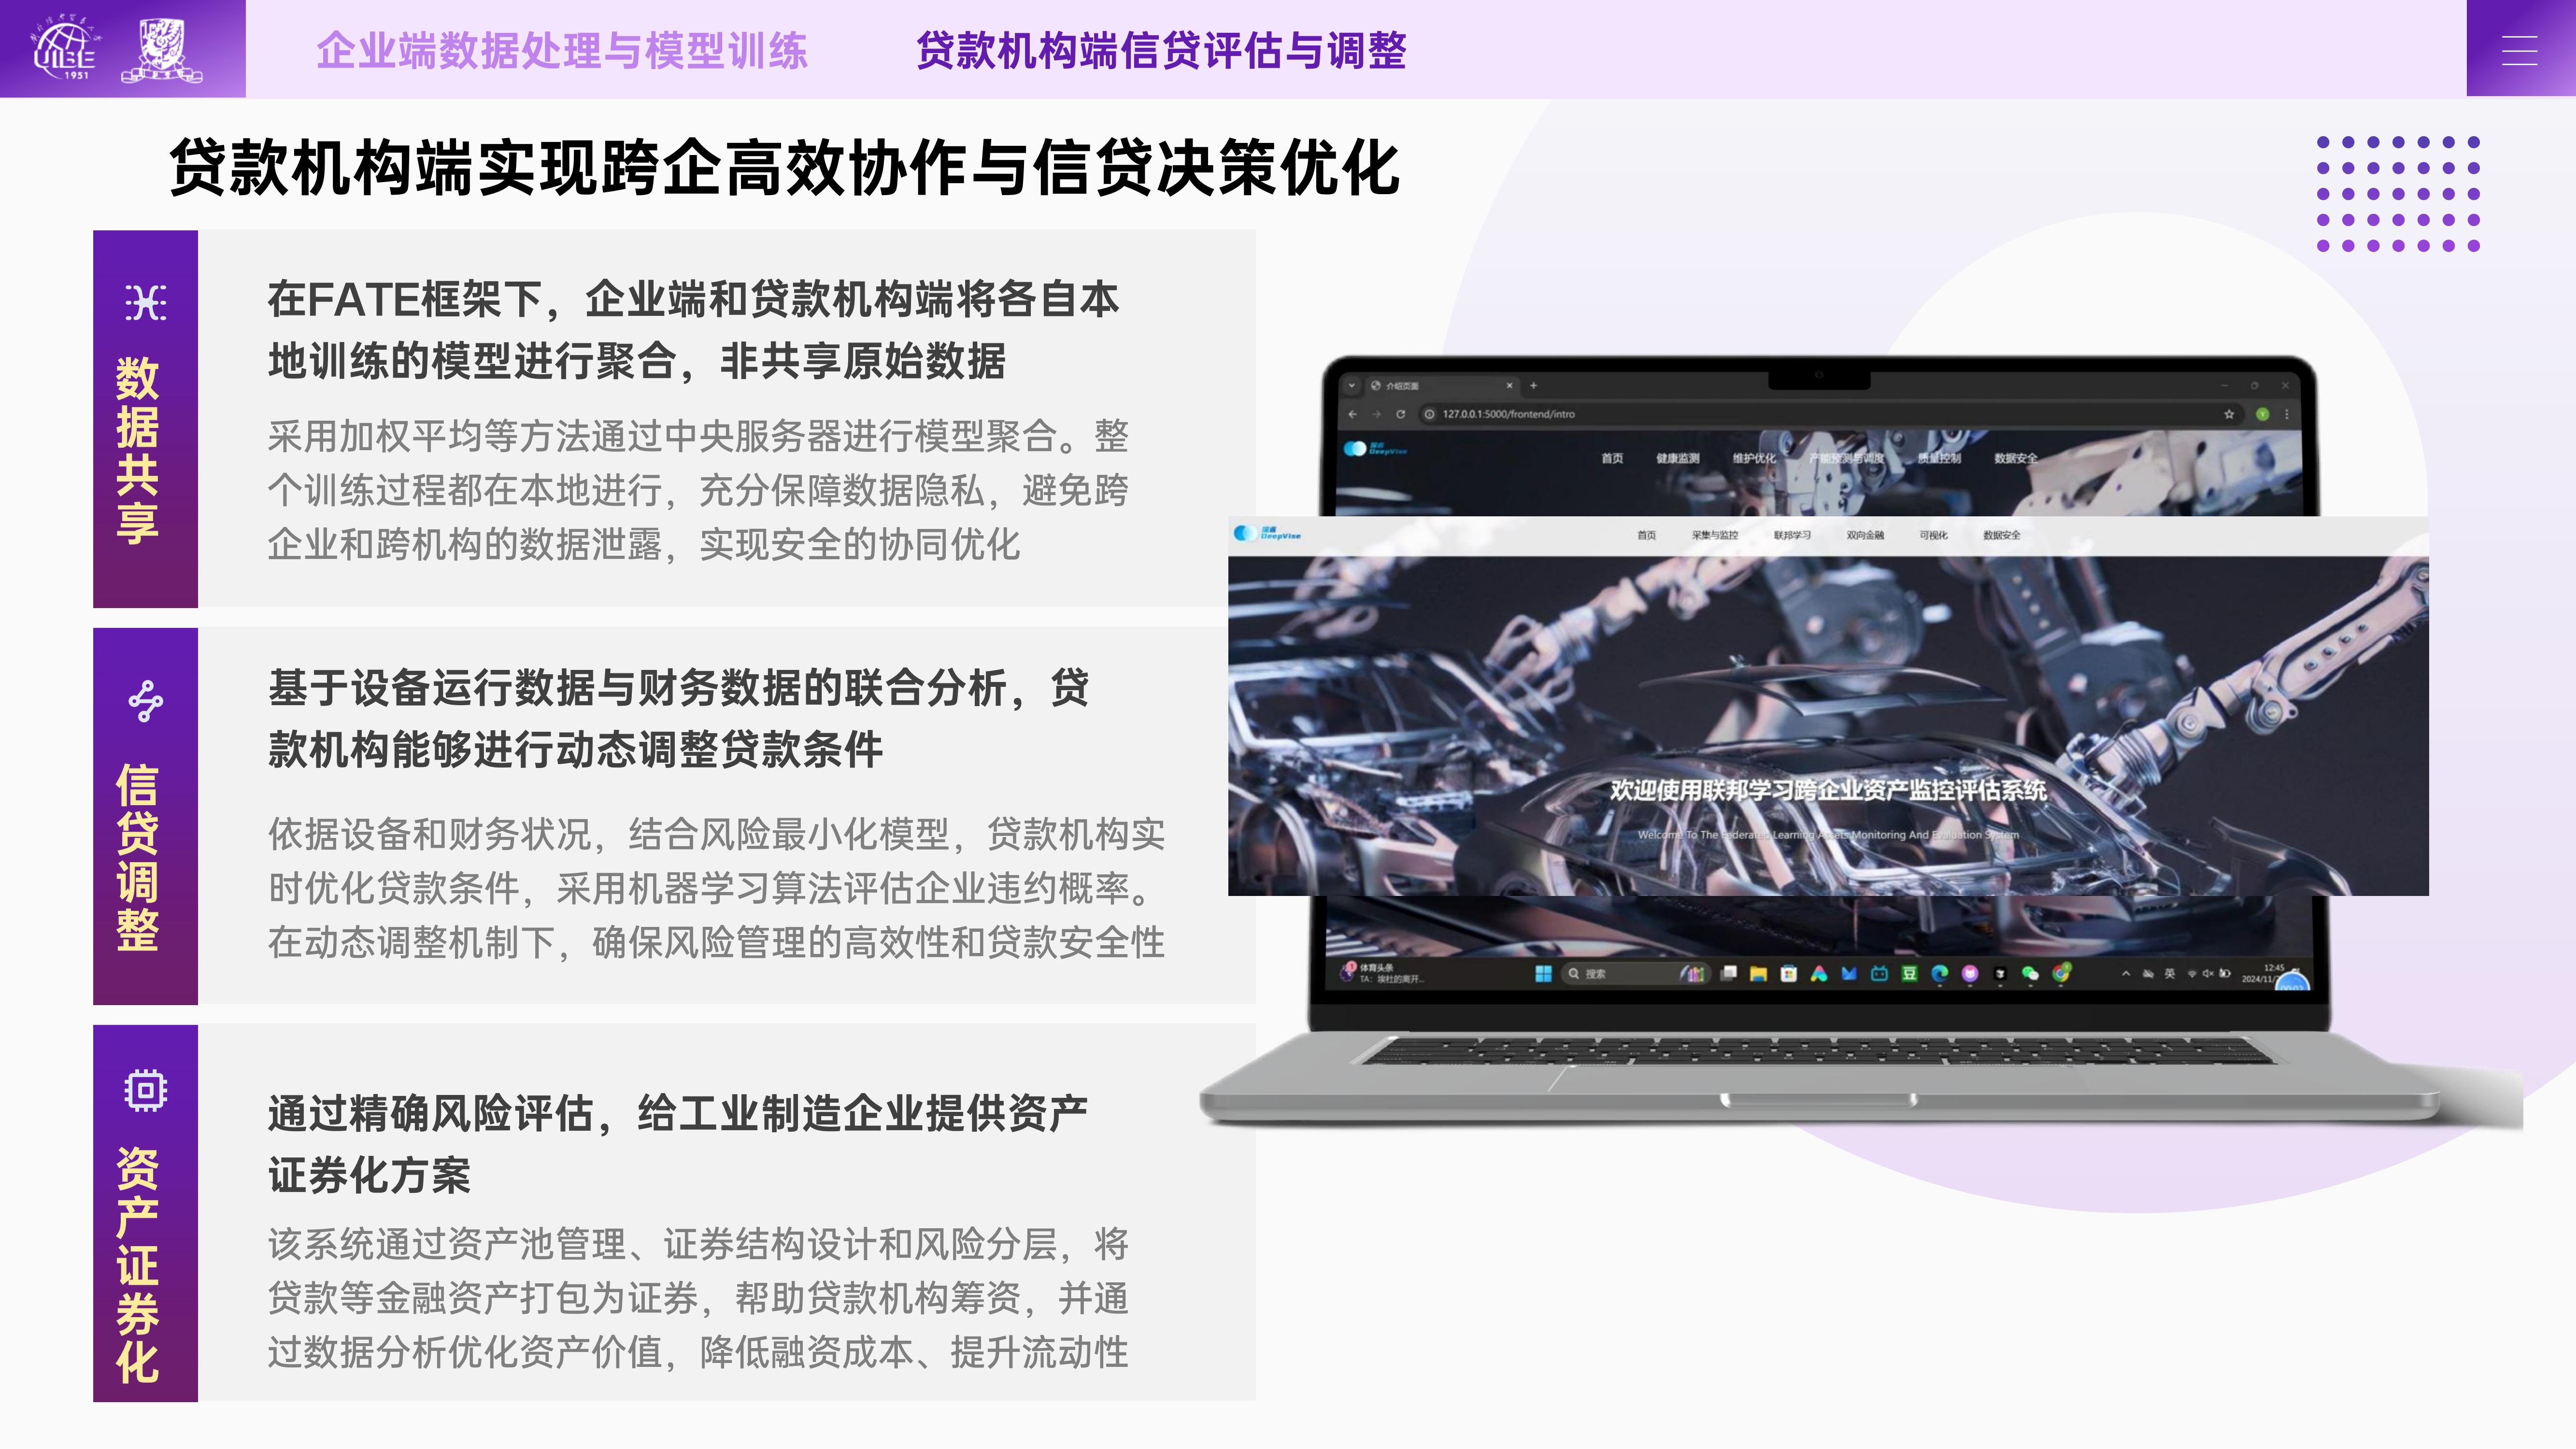 UIBE
1951
企业端数据处理与模型训练
贷款机构端信贷评估与调整
贷款机构端实现跨企高效协作与信贷决策优化
数据共享
在FATE框架下，企业端和贷款机构端将各自本
地训练的模型进行聚合，非共享原始数据
采用加权平均等方法通过中央服务器进行模型聚合。整
个训练过程都在本地进行，充分保障数据隐私，避免跨
企业和跨机构的数据泄露，实现安全的协同优化
信贷调整
基于设备运行数据与财务数据的联合分析，贷
款机构能够进行动态调整贷款条件
依据设备和财务状况，结合风险最小化模型，贷款机构实
时优化贷款条件，采用机器学习算法评估企业违约概率。
在动态调整机制下，确保风险管理的高效性和贷款安全性
资产证券化
通过精确风险评估，给工业制造企业提供资产
证券化方案
该系统通过资产池管理、证券结构设计和风险分层，将
贷款等金融资产打包为证券，帮助贷款机构筹资，并通
过数据分析优化资产价值，降低融资成本、提升流动性
介绍页面
127.0.0.1:5000/frontend/intro
DeepVise
首页 健康监测 维护优化 产能预测与调度 质量控制 数据安全
DeepVise
首页 采集与监控 联邦学习 双向金融 可视化 数据安全
欢迎使用联邦学习跨企业资产监控评估系统
Welcome To The Federated Learning Assets Monitoring And Evaluation System
体育头条
TA：埃杜的离开...
搜索
英
12:45
2024/11/
00:02